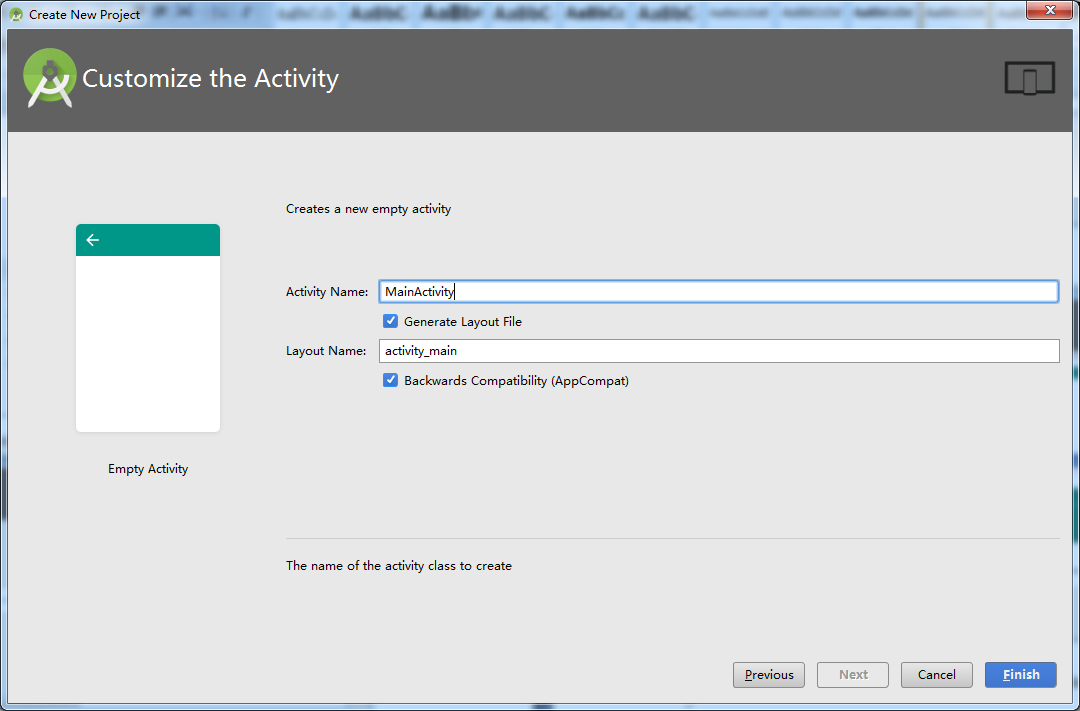 Create New Project
Customize the Activity
Creates a new empty activity
Activity Name: MainActivity
Generate Layout File
Layout Name: activity_main
Backwards Compatibility (AppCompat)
Empty Activity
The name of the activity class to create
Previous Next Cancel Finish